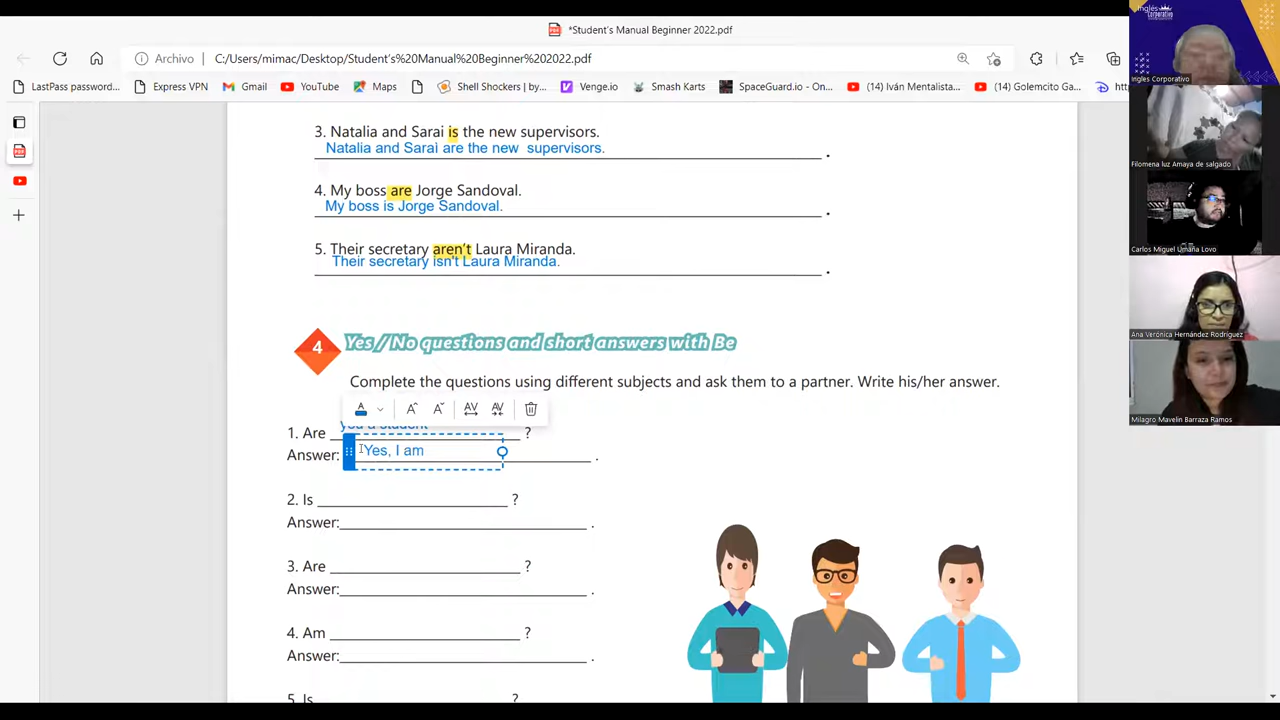 *Student's Manual Beginner 2022.pdf
Archivo C:/Users/mimac/Desktop/Student's%20Manual%20Beginner%202022.pdf
LastPass password... Express VPN Gmail YouTube Maps Shell Shockers | by... Venge.io Smash Karts SpaceGuard.io - On... (14) Iván Mentalista... (14) Golemcito Ga...
3. Natalia and Sarai is the new supervisors.
Natalia and Sarai are the new supervisors.
4. My boss are Jorge Sandoval.
My boss is Jorge Sandoval.
5. Their secretary aren't Laura Miranda.
Their secretary isn't Laura Miranda.
4 Yes/No questions and short answers with Be
Complete the questions using different subjects and ask them to a partner. Write his/her answer.
you a student
1. Are ?
Answer: Yes, I am .
2. Is ?
Answer: .
3. Are ?
Answer: .
4. Am ?
Answer: .
5. Is ?
Inglés Corporativo
Ingles Corporativo
Filomena luz Amaya de salgado
Carlos Miguel Umaña Lovo
Ana Verónica Hernández Rodríguez
Milagro Mavelin Barraza Ramos